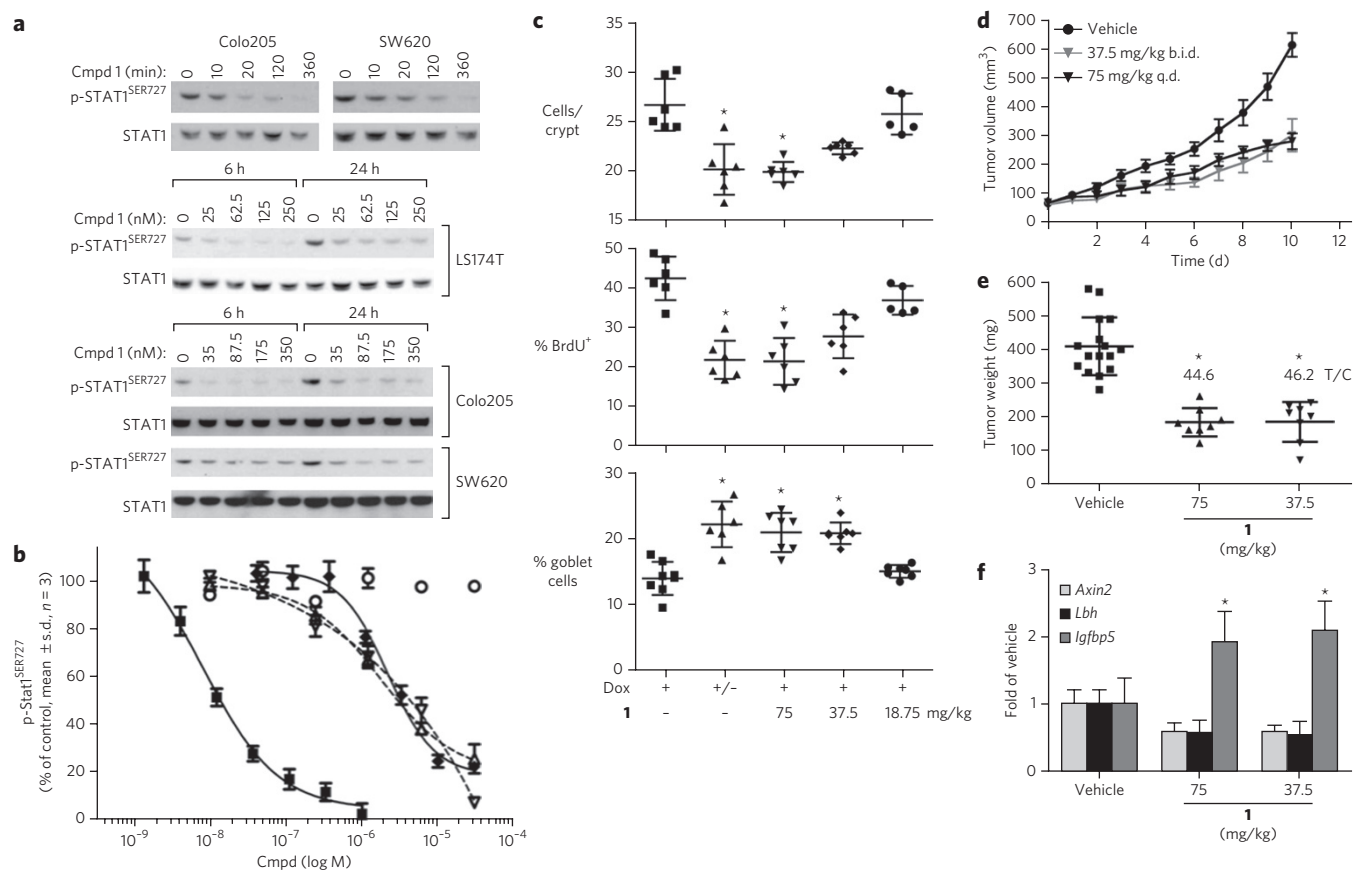 a
Colo205 SW620
Cmpd 1 (min): 0 10 20 120 360 0 10 20 120 360
p-STAT1SER727
STAT1
6 h 24 h
Cmpd 1 (nM): 0 25 62.5 125 250 0 25 62.5 125 250
p-STAT1SER727
STAT1
LS174T
6 h 24 h
Cmpd 1 (nM): 0 35 87.5 175 350 0 35 87.5 175 350
p-STAT1SER727
STAT1
Colo205
p-STAT1SER727
STAT1
SW620
b
p-Stat1SER727
(% of control, mean ± s.d., n = 3)
100
80
60
40
20
0
10−9 10−8 10−7 10−6 10−5 10−4
Cmpd (log M)
c
Cells/
crypt
35
30
25
20
15
* *
% BrdU+
50
40
30
20
10
0
* *
% goblet
cells
30
20
10
0
* * *
Dox + +/– + + +
1 – – 75 37.5 18.75 mg/kg
d
Tumor volume (mm3)
700
600
500
400
300
200
100
0
Vehicle
37.5 mg/kg b.i.d.
75 mg/kg q.d.
2 4 6 8 10 12
Time (d)
e
Tumor weight (mg)
600
500
400
300
200
100
0
* *
44.6 46.2 T/C
Vehicle 75 37.5
1
(mg/kg)
f
Fold of vehicle
3
2
1
0
Axin2
Lbh
Igfbp5
* *
Vehicle 75 37.5
1
(mg/kg)